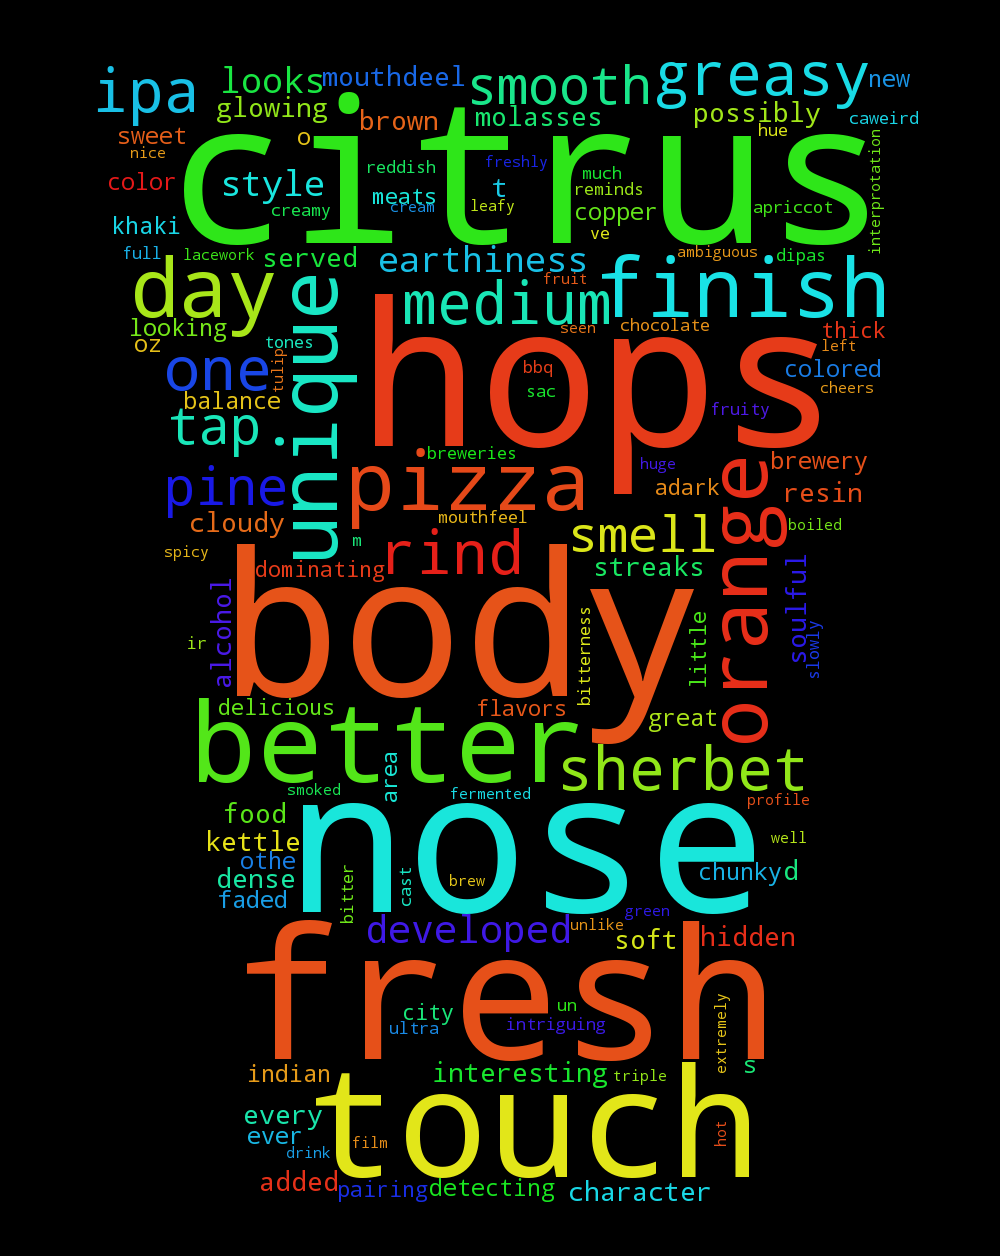 ipa looks mouthdeel smooth greasy new
glowing brown molasses possibly caweird
sweet o hue
nice citrus interprotation
reddish freshly much
color style meats t reminds
creamy cream leafy copper apriccot
khaki ve
full lacework served earthiness ambiguous dipas
day unique fruit medium finish
looking seen chocolate thick
oz tones left
one tulip hops bbq colored
balance sac cheers
tap fruity
breweries huge brewery
pine pizza adark orange resin
cloudy mouthfeel smell boiled
spicy m rind
dominating streaks soulful
alcohol body bitterness little slowly
ir
delicious flavors great
better area sherbet
smoked fermented profile
food nose well
kettle
othe chunky d
dense bitter cast brew
faded green
developed unlike soft hidden
fresh
city un extremely
ultra intriguing
indian interesting triple s
every touch hot
ever film
drink
added pairing detecting character